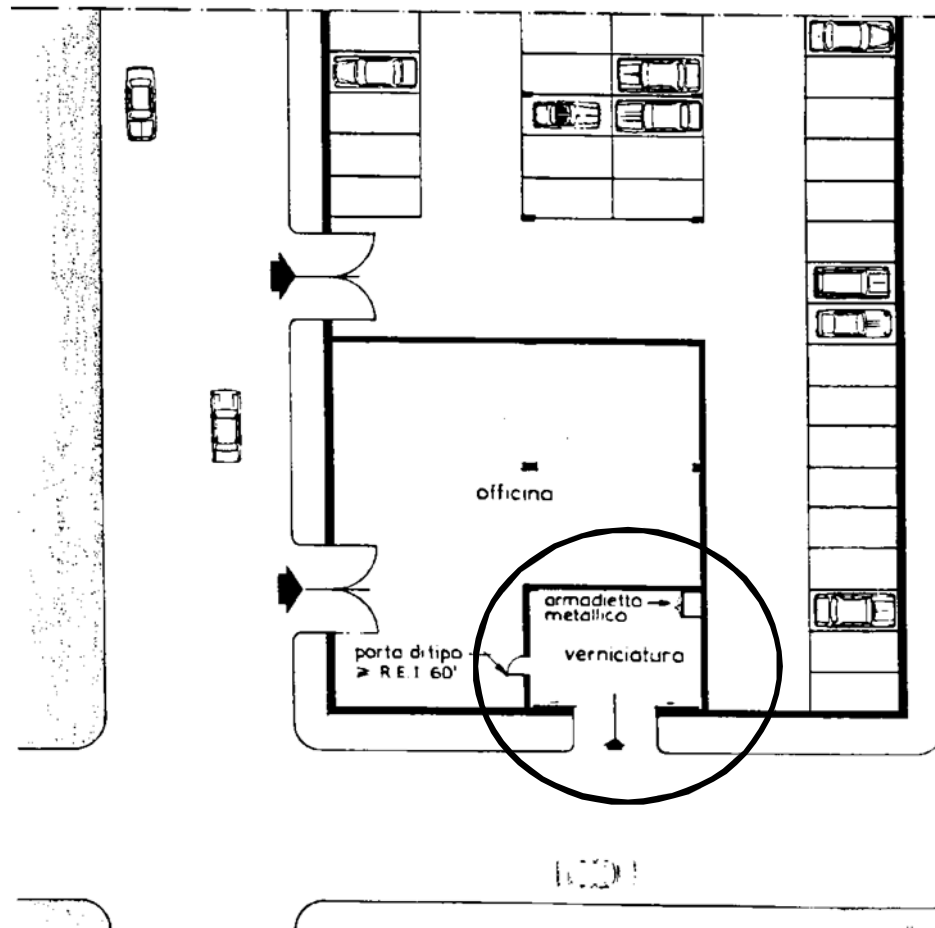 officina
armadietto
metallico
verniciatura
porta di tipo
≥ R.E.I 60'